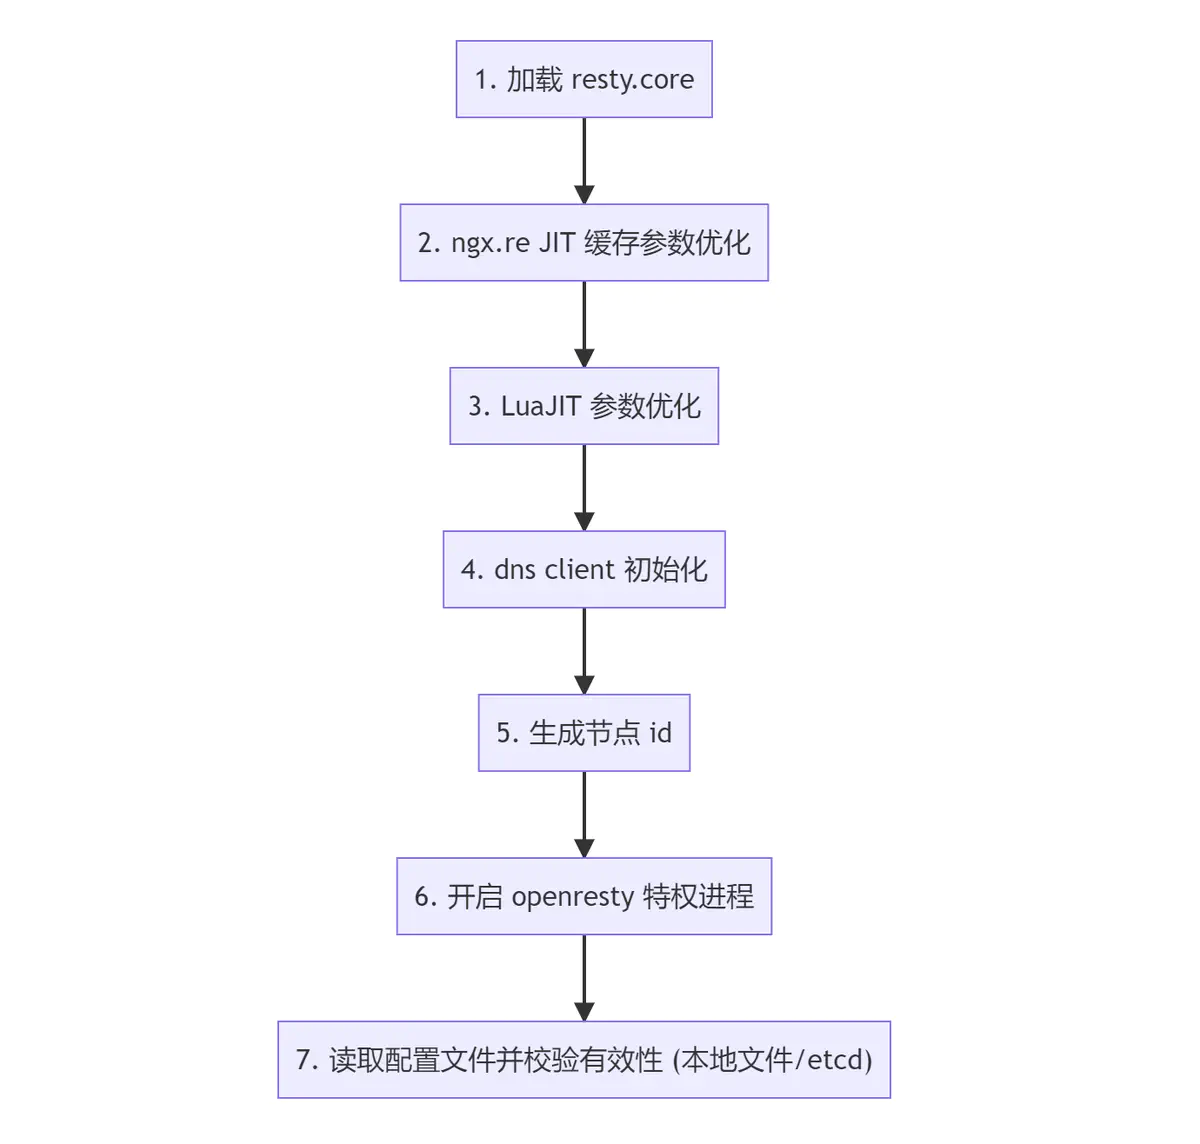 1. 加载 resty.core
2. ngx.re JIT 缓存参数优化
3. LuaJIT 参数优化
4. dns client 初始化
5. 生成节点 id
6. 开启 openresty 特权进程
7. 读取配置文件并校验有效性 (本地文件/etcd)